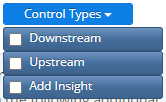 Control Types
Downstream
Upstream
Add Insight